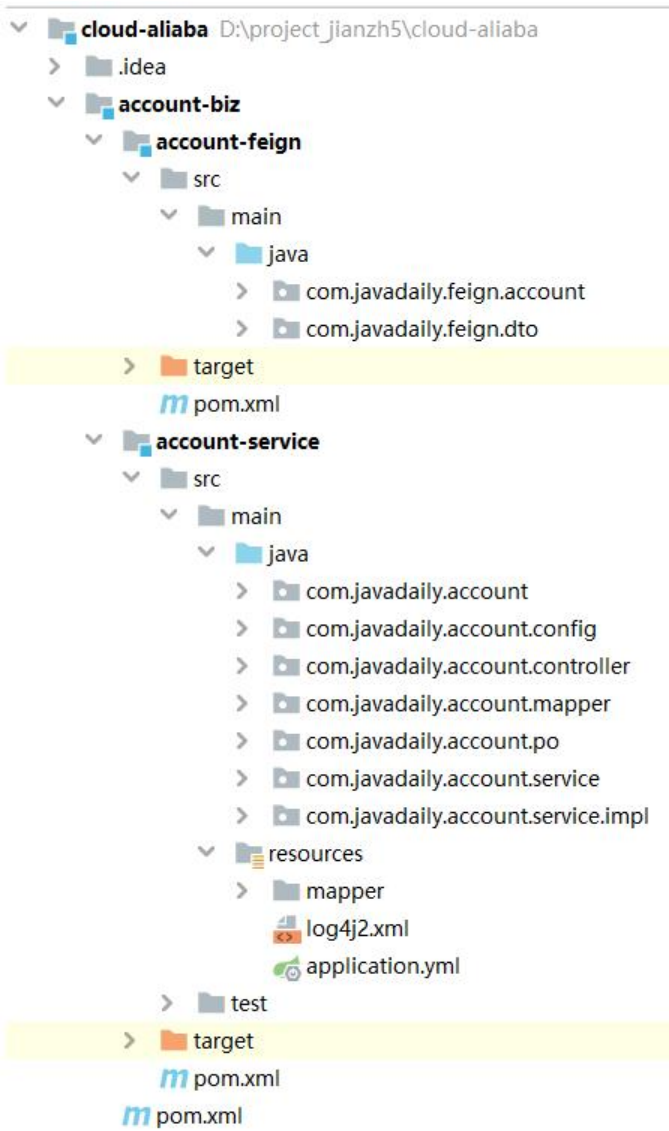 cloud-aliaba D:\project_jianzh5\cloud-aliaba
.idea
account-biz
account-feign
src
main
java
com.javadaily.feign.account
com.javadaily.feign.dto
target
pom.xml
account-service
src
main
java
com.javadaily.account
com.javadaily.account.config
com.javadaily.account.controller
com.javadaily.account.mapper
com.javadaily.account.po
com.javadaily.account.service
com.javadaily.account.service.impl
resources
mapper
log4j2.xml
application.yml
test
target
pom.xml
pom.xml